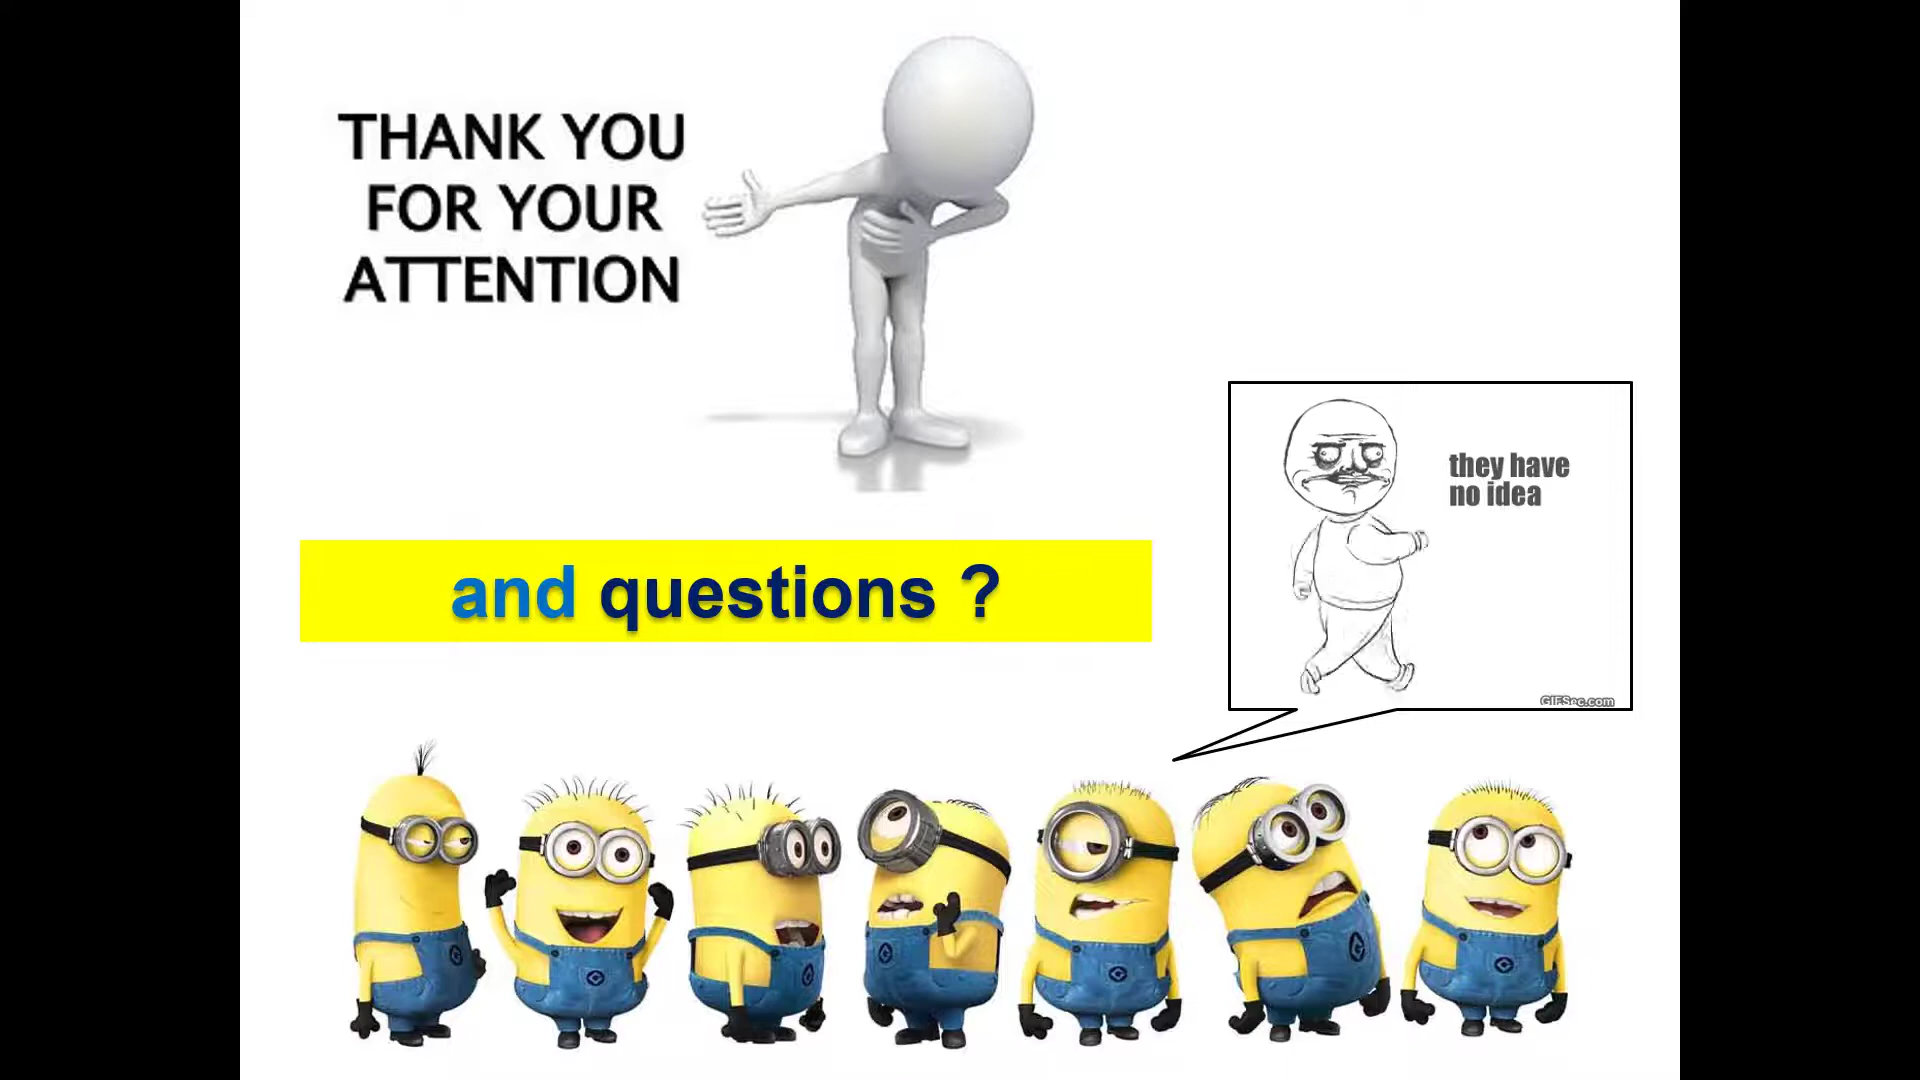 THANK YOU
FOR YOUR
ATTENTION
they have
no idea
and questions ?
GIFSec.com